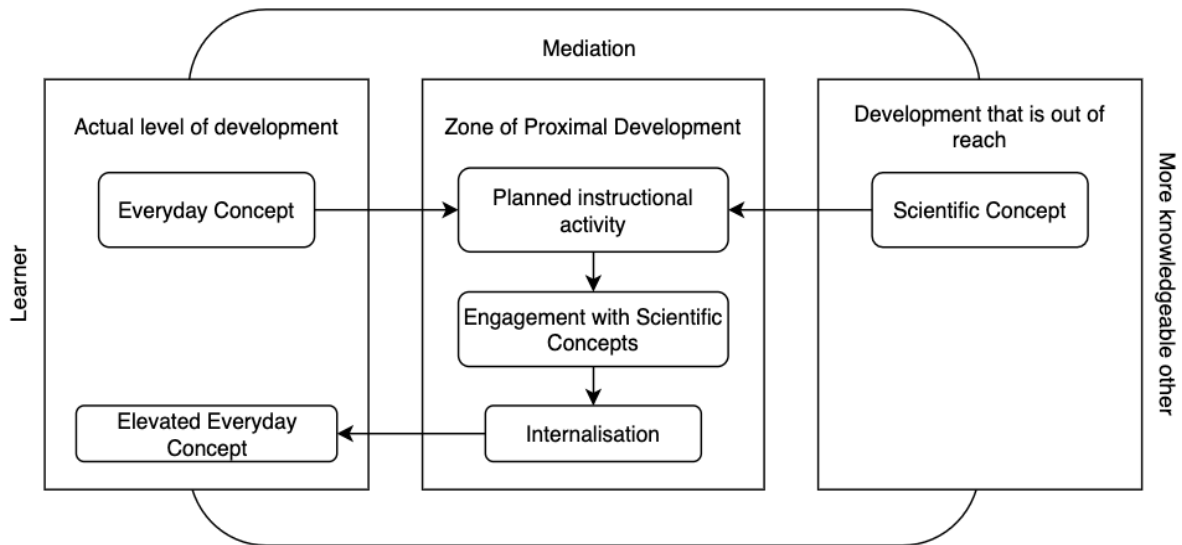 Mediation
Learner
Actual level of development
Everyday Concept
Elevated Everyday
Concept
Zone of Proximal Development
Planned instructional
activity
Engagement with Scientific
Concepts
Internalisation
Development that is out of
reach
Scientific Concept
More knowledgeable other